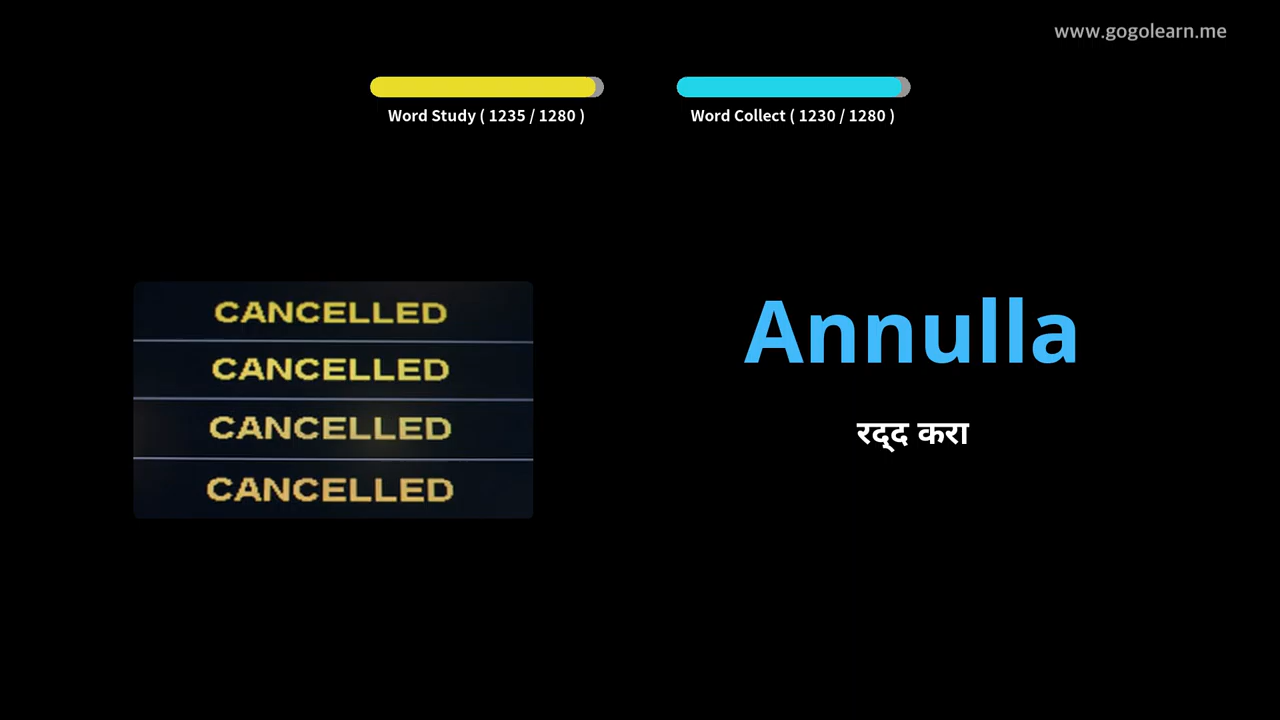 www.gogolearn.me
Word Study ( 1235 / 1280 )
Word Collect ( 1230 / 1280 )
CANCELLED
CANCELLED
CANCELLED
CANCELLED
Annulla
रद्द करा